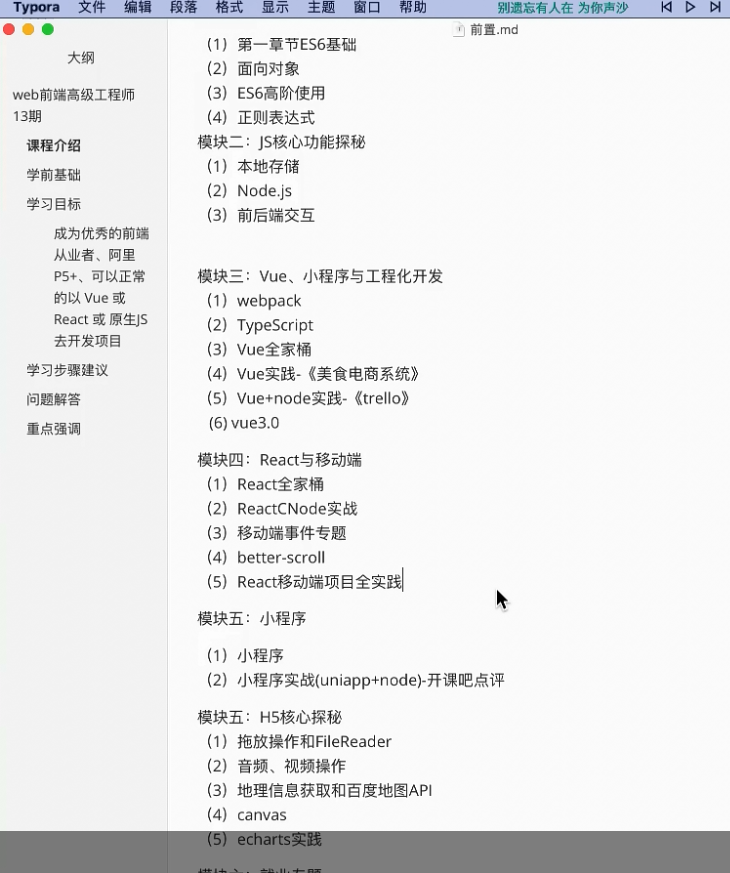 Typora 文件 编辑 段落 格式 显示 主题 窗口 帮助 别遗忘有人在 为你声沙
前置.md
大纲
web前端高级工程师
13期
课程介绍
学前基础
学习目标
成为优秀的前端
从业者、阿里
P5+、可以正常
的以 Vue 或
React 或 原生JS
去开发项目
学习步骤建议
问题解答
重点强调
（1）第一章节ES6基础
（2）面向对象
（3）ES6高阶使用
（4）正则表达式
模块二：JS核心功能探秘
（1）本地存储
（2）Node.js
（3）前后端交互
模块三：Vue、小程序与工程化开发
（1）webpack
（2）TypeScript
（3）Vue全家桶
（4）Vue实践-《美食电商系统》
（5）Vue+node实践-《trello》
(6) vue3.0
模块四：React与移动端
（1）React全家桶
（2）ReactCNode实战
（3）移动端事件专题
（4）better-scroll
（5）React移动端项目全实践
模块五：小程序
（1）小程序
（2）小程序实战(uniapp+node)-开课吧点评
模块五：H5核心探秘
（1）拖放操作和FileReader
（2）音频、视频操作
（3）地理信息获取和百度地图API
（4）canvas
（5）echarts实践